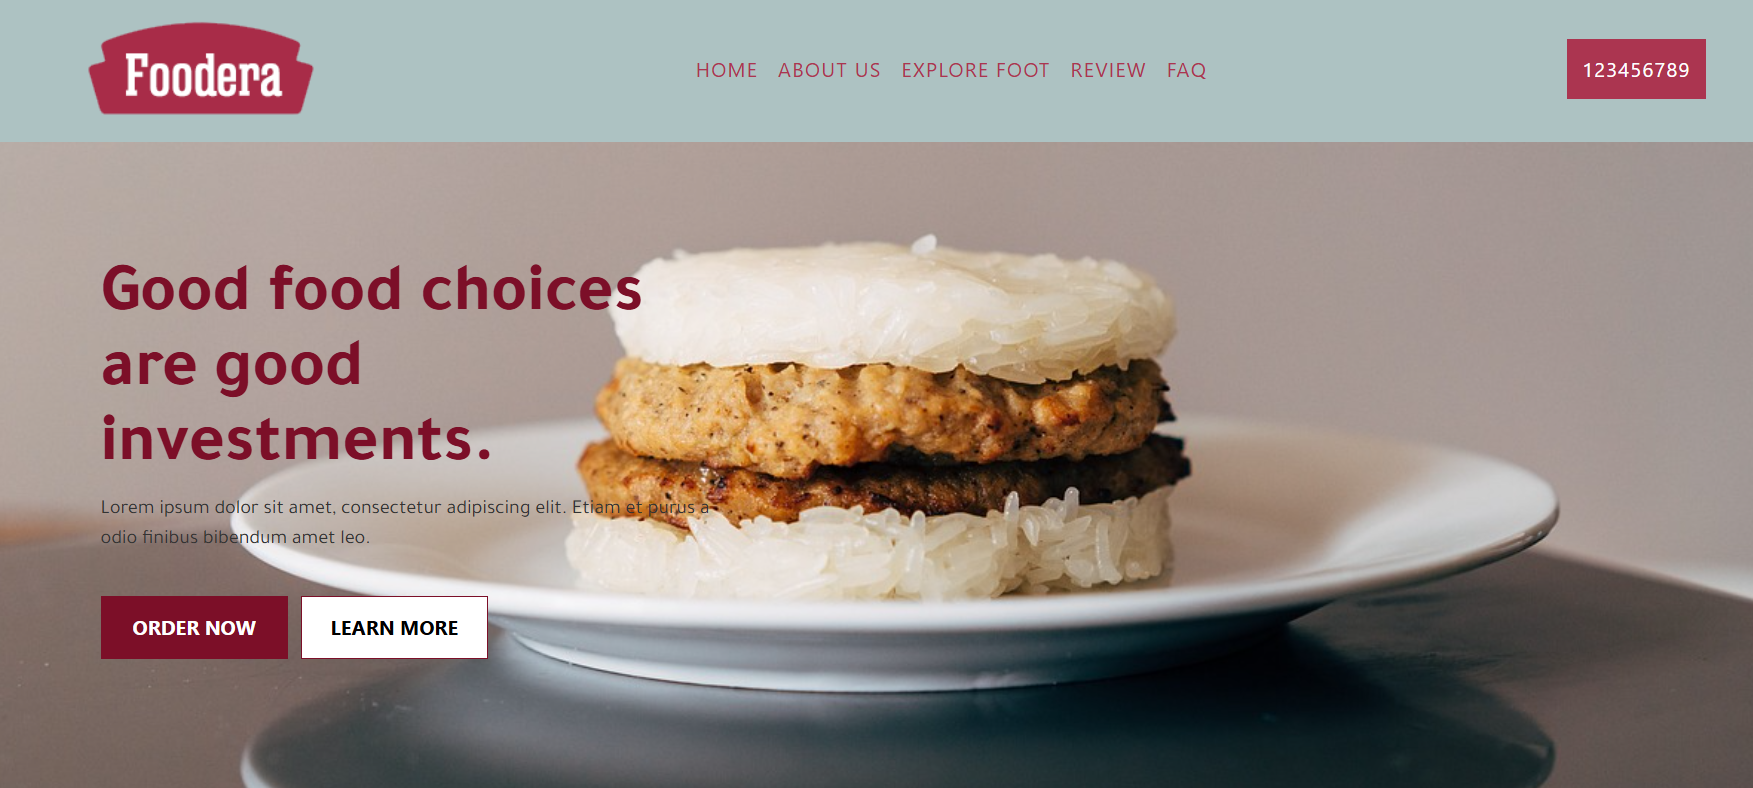 Foodera
HOME ABOUT US EXPLORE FOOT REVIEW FAQ
123456789
Good food choices
are good
investments.
Lorem ipsum dolor sit amet, consectetur adipiscing elit. Etiam et purus a
odio finibus bibendum amet leo.
ORDER NOW LEARN MORE